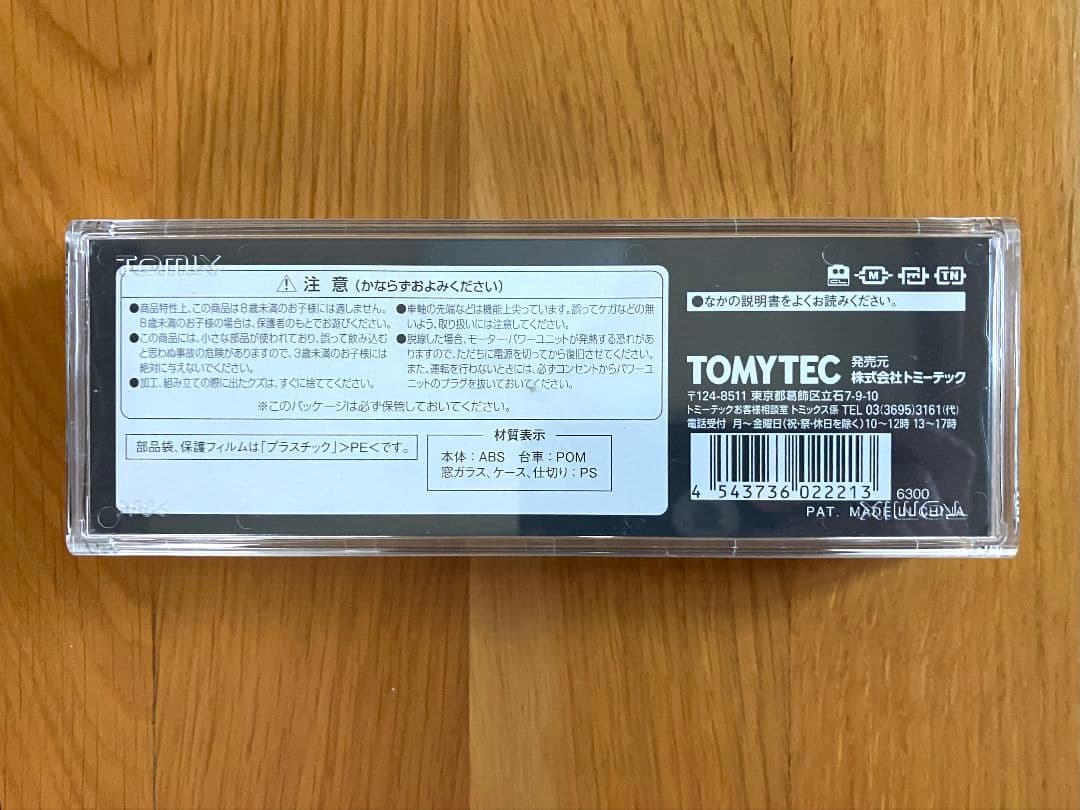 TOMIX
⚠ 注 意 (かならずおよみください)
●商品特性上、この商品は8歳未満のお子様には適しません。
8歳未満のお子様の場合は、保護者のもとでお遊びください。
●この商品には、小さな部品が使われており、誤って飲み込む
と思わぬ事故の危険がありますので、3歳未満のお子様には
絶対に与えないでください。
●加工、組み立ての際に出たクズは、すぐに捨ててください。
●車軸の先端などは機能上尖っています。誤ってケガなどの無
いよう、取り扱いには注意してください。
●脱線した場合、モーターパワーユニットが発熱する恐れがあ
りますので、ただちに電源を切ってから復旧させてください。
また、運転を行わないときには、必ずコンセントからパワーユ
ニットのプラグを抜いておいてください。
※このパッケージは必ず保管しておいてください。
部品袋、保護フィルムは「プラスチック」>PE<です。
材質表示
本体:ABS 台車:POM
窓ガラス、ケース、仕切り:PS
EL M TN
●なかの説明書をよくお読みください。
TOMYTEC 発売元
株式会社トミーテック
〒124-8511 東京都葛飾区立石7-9-10
トミーテックお客様相談室 トミックス係 TEL 03(3695)3161(代)
電話受付 月〜金曜日(祝・祭・休日を除く)10〜12時 13〜17時
4 543736 022213
6300
PAT. MADE IN CHINA
TOMIX